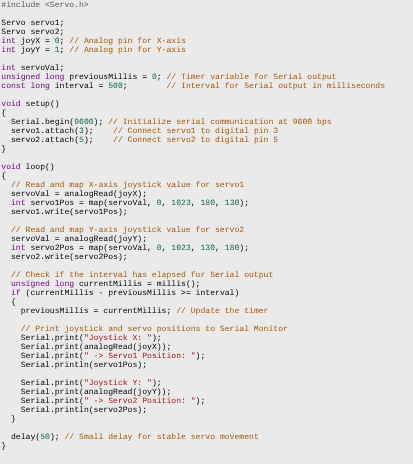 #include <Servo.h>

Servo servo1;
Servo servo2;
int joyX = 0; // Analog pin for X-axis
int joyY = 1; // Analog pin for Y-axis

int servoVal;
unsigned long previousMillis = 0; // Timer variable for Serial output
const long interval = 500;        // Interval for Serial output in milliseconds

void setup()
{
  Serial.begin(9600); // Initialize serial communication at 9600 bps
  servo1.attach(3);    // Connect servo1 to digital pin 3
  servo2.attach(5);    // Connect servo2 to digital pin 5
}

void loop()
{
  // Read and map X-axis joystick value for servo1
  servoVal = analogRead(joyX);
  int servo1Pos = map(servoVal, 0, 1023, 180, 130);
  servo1.write(servo1Pos);

  // Read and map Y-axis joystick value for servo2
  servoVal = analogRead(joyY);
  int servo2Pos = map(servoVal, 0, 1023, 130, 180);
  servo2.write(servo2Pos);

  // Check if the interval has elapsed for Serial output
  unsigned long currentMillis = millis();
  if (currentMillis - previousMillis >= interval)
  {
    previousMillis = currentMillis; // Update the timer

    // Print joystick and servo positions to Serial Monitor
    Serial.print("Joystick X: ");
    Serial.print(analogRead(joyX));
    Serial.print(" -> Servo1 Position: ");
    Serial.println(servo1Pos);

    Serial.print("Joystick Y: ");
    Serial.print(analogRead(joyY));
    Serial.print(" -> Servo2 Position: ");
    Serial.println(servo2Pos);
  }

  delay(50); // Small delay for stable servo movement
}